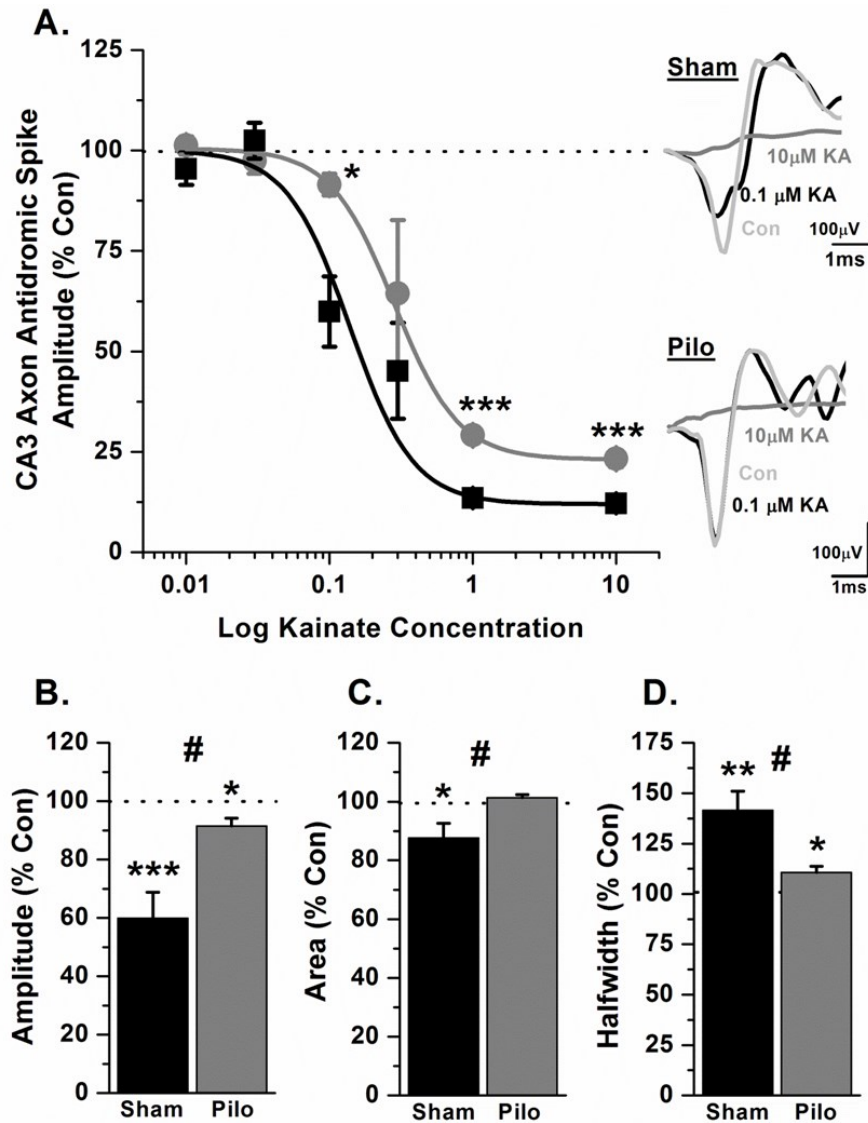 A.
CA3 Axon Antidromic Spike
Amplitude (% Con)
125
100
75
50
25
0
*
***
***
0.01
0.1
1
10
Log Kainate Concentration
Sham
10μM KA
0.1 μM KA
Con
100μV
1ms
Pilo
10μM KA
Con
0.1 μM KA
100μV
1ms
B.
Amplitude (% Con)
120
100
80
60
40
20
0
#
***
*
Sham
Pilo
C.
Area (% Con)
120
100
80
60
40
20
0
*
#
Sham
Pilo
D.
Halfwidth (% Con)
175
150
125
100
75
50
25
0
**
#
*
Sham
Pilo